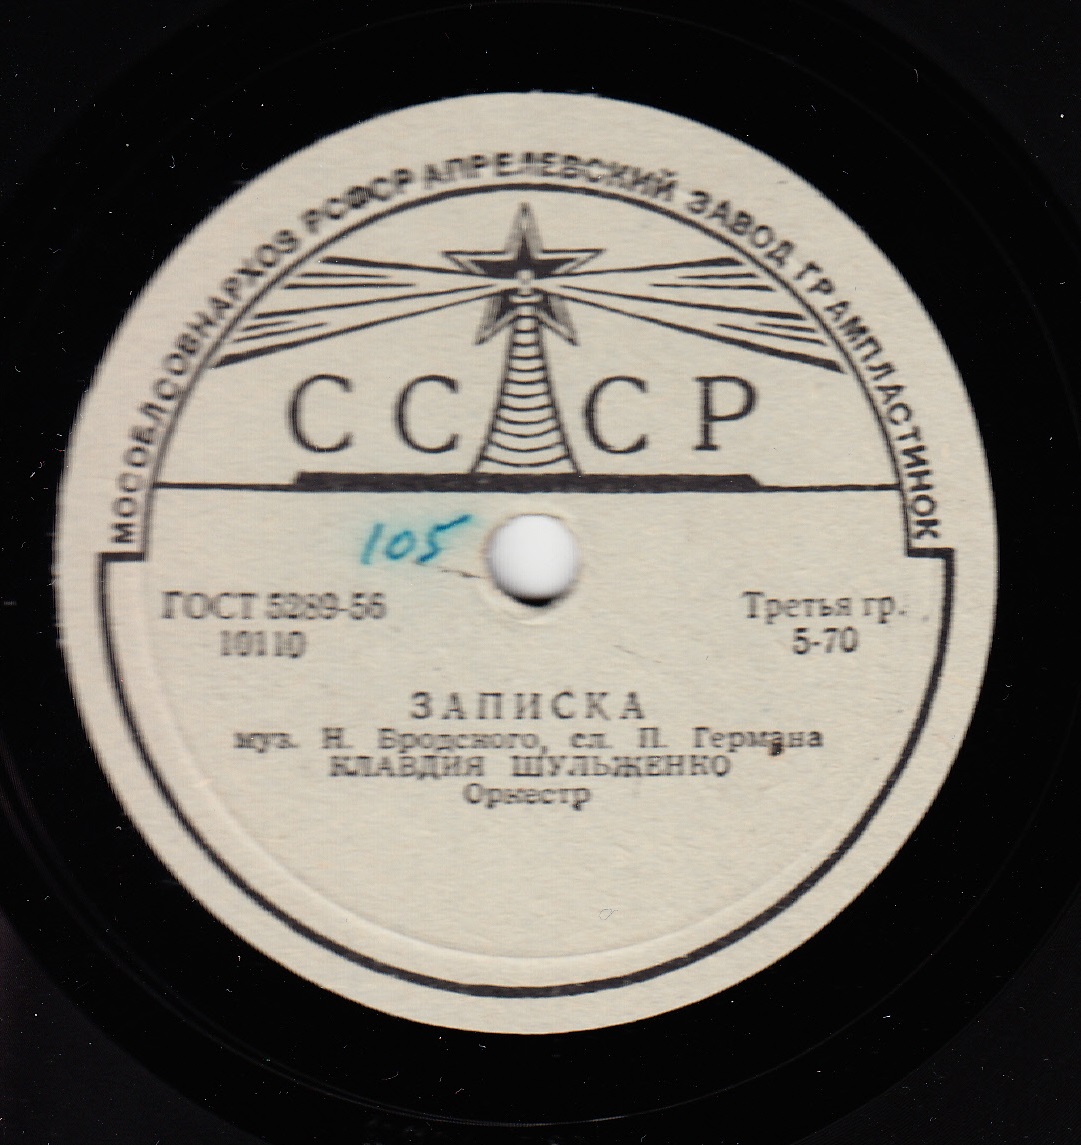 МОСОБЛСОВНАРХОЗ РСФСР АПРЕЛЕВСКИЙ ЗАВОД ГРАМПЛАСТИНОК
СССР
105
ГОСТ 5289-56
Третья гр.
10110
5-70
ЗАПИСКА
муз. Н. Бродского, сл. П. Германа
КЛАВДИЯ ШУЛЬЖЕНКО
Оркестр